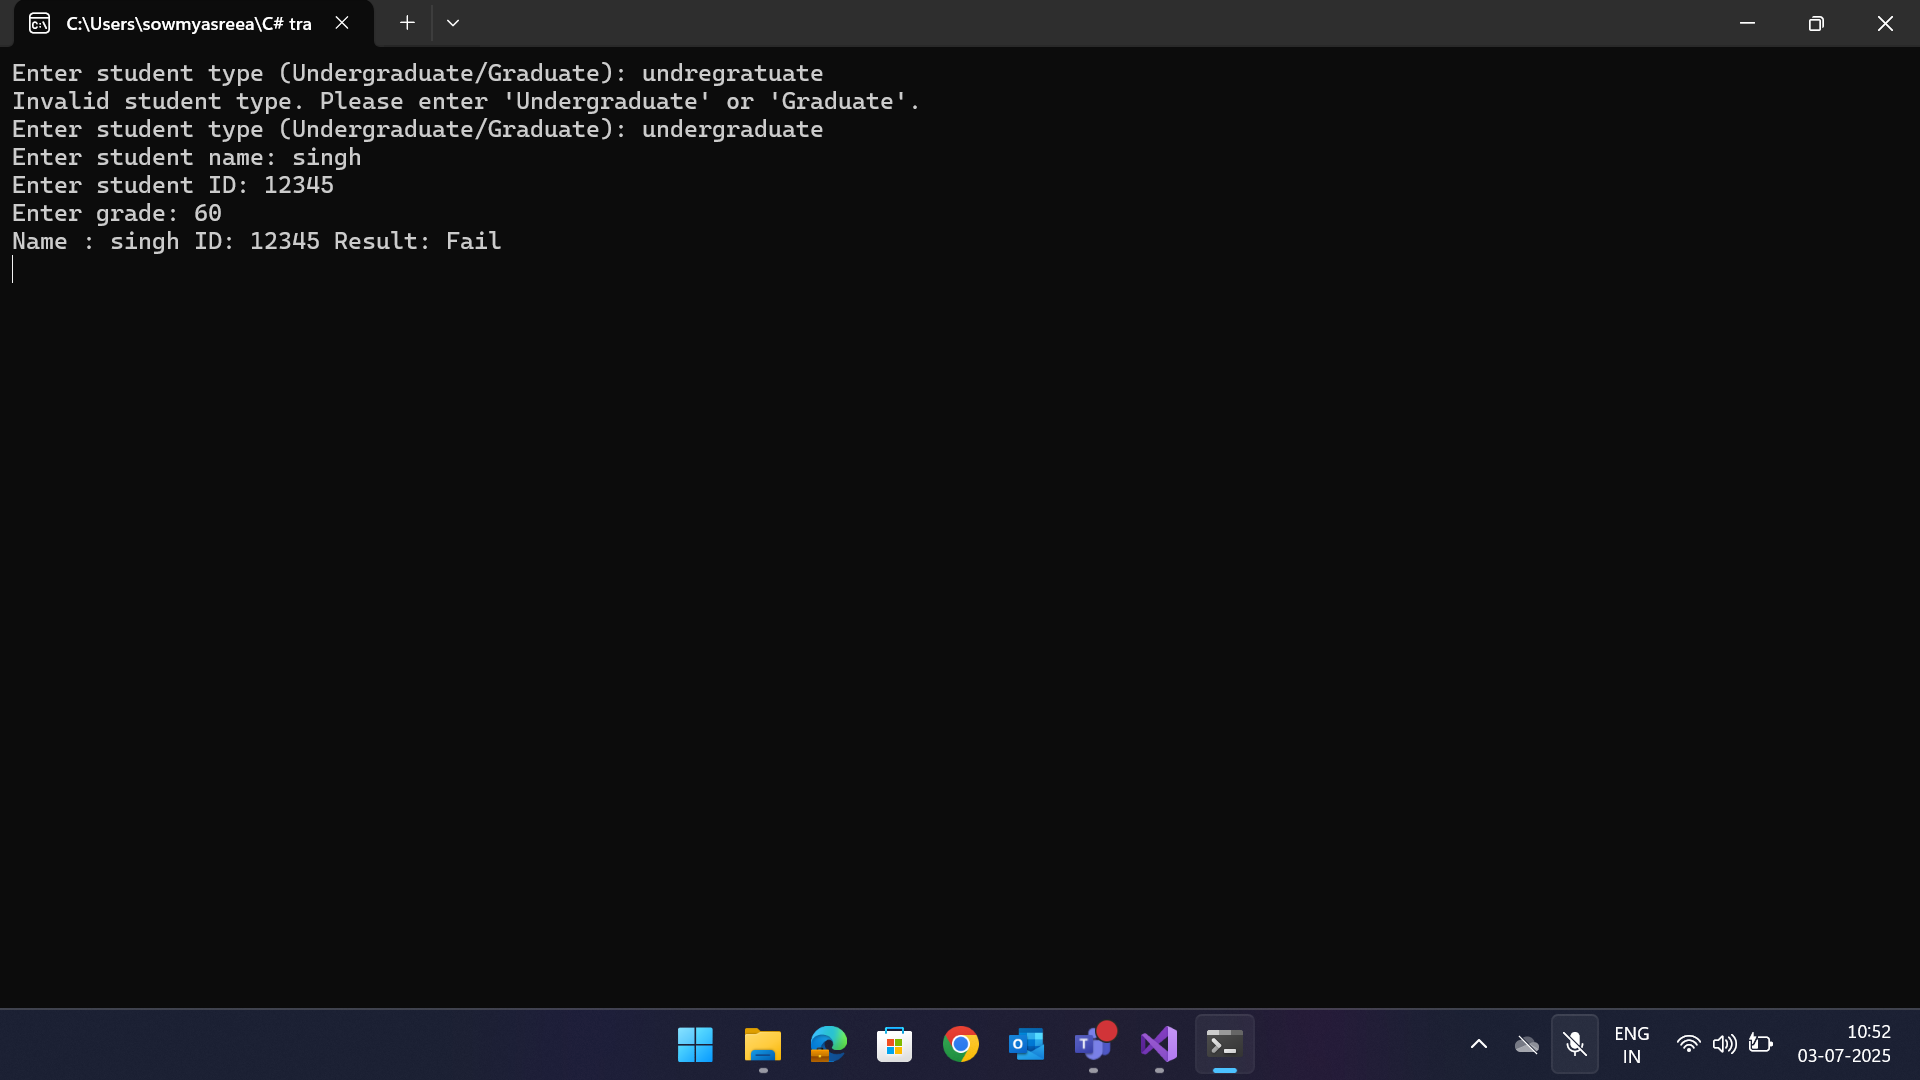 C:\Users\sowmyasreea\C# tra
Enter student type (Undergraduate/Graduate): undregratuate
Invalid student type. Please enter 'Undergraduate' or 'Graduate'.
Enter student type (Undergraduate/Graduate): undergraduate
Enter student name: singh
Enter student ID: 12345
Enter grade: 60
Name : singh ID: 12345 Result: Fail
ENG
IN
10:52
03-07-2025